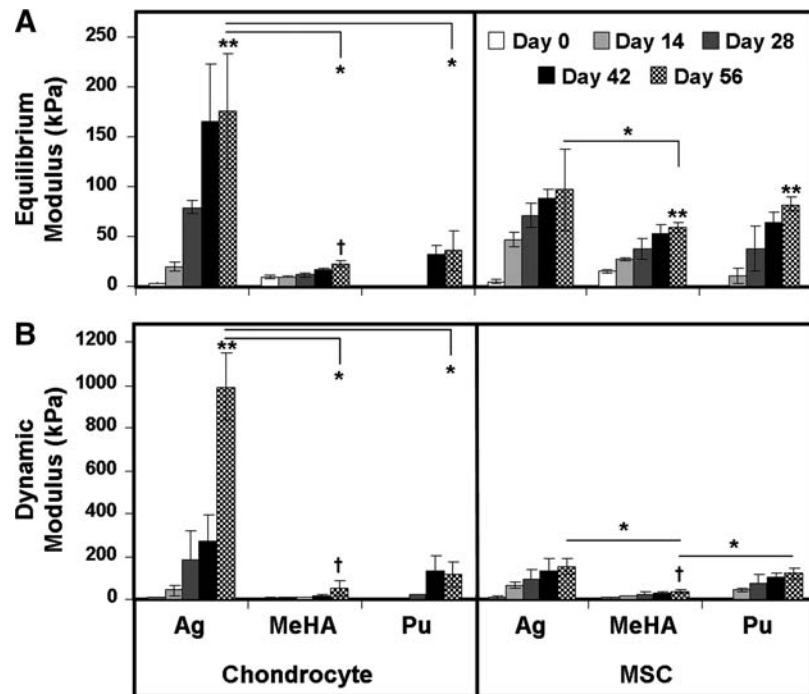 A
Equilibrium
Modulus (kPa)
250
200
150
100
50
0
**
*
*
†
Day 0
Day 14
Day 28
Day 42
Day 56
*
**
**
B
Dynamic
Modulus (kPa)
1200
1000
800
600
400
200
0
**
*
*
†
*
*
†
Ag
MeHA
Pu
Ag
MeHA
Pu
Chondrocyte
MSC